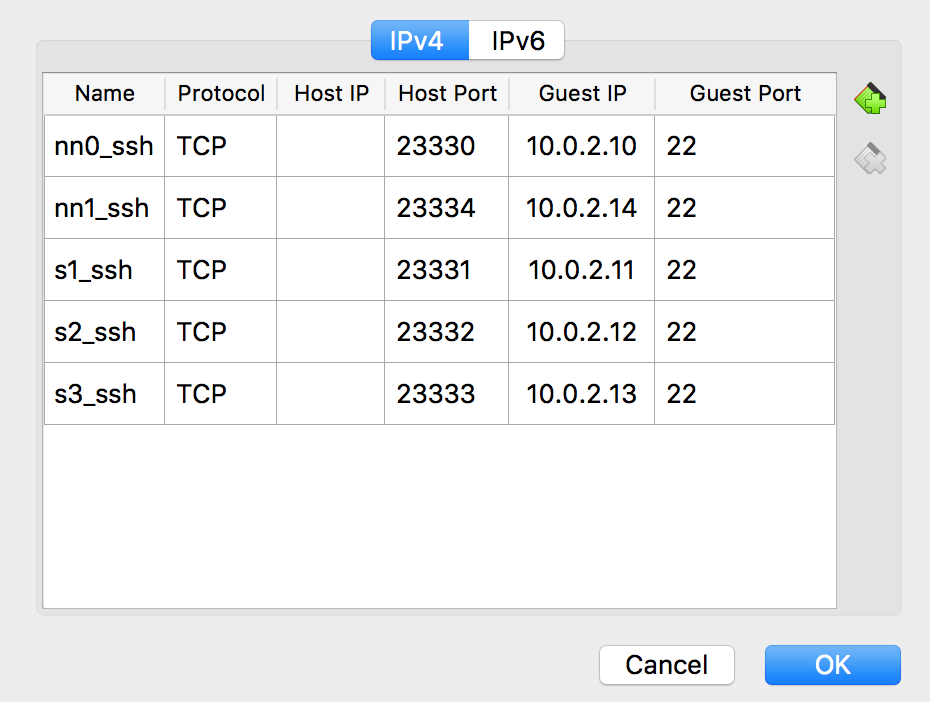 IPv4 IPv6
Name Protocol Host IP Host Port Guest IP Guest Port
nn0_ssh TCP 23330 10.0.2.10 22
nn1_ssh TCP 23334 10.0.2.14 22
s1_ssh TCP 23331 10.0.2.11 22
s2_ssh TCP 23332 10.0.2.12 22
s3_ssh TCP 23333 10.0.2.13 22
Cancel OK